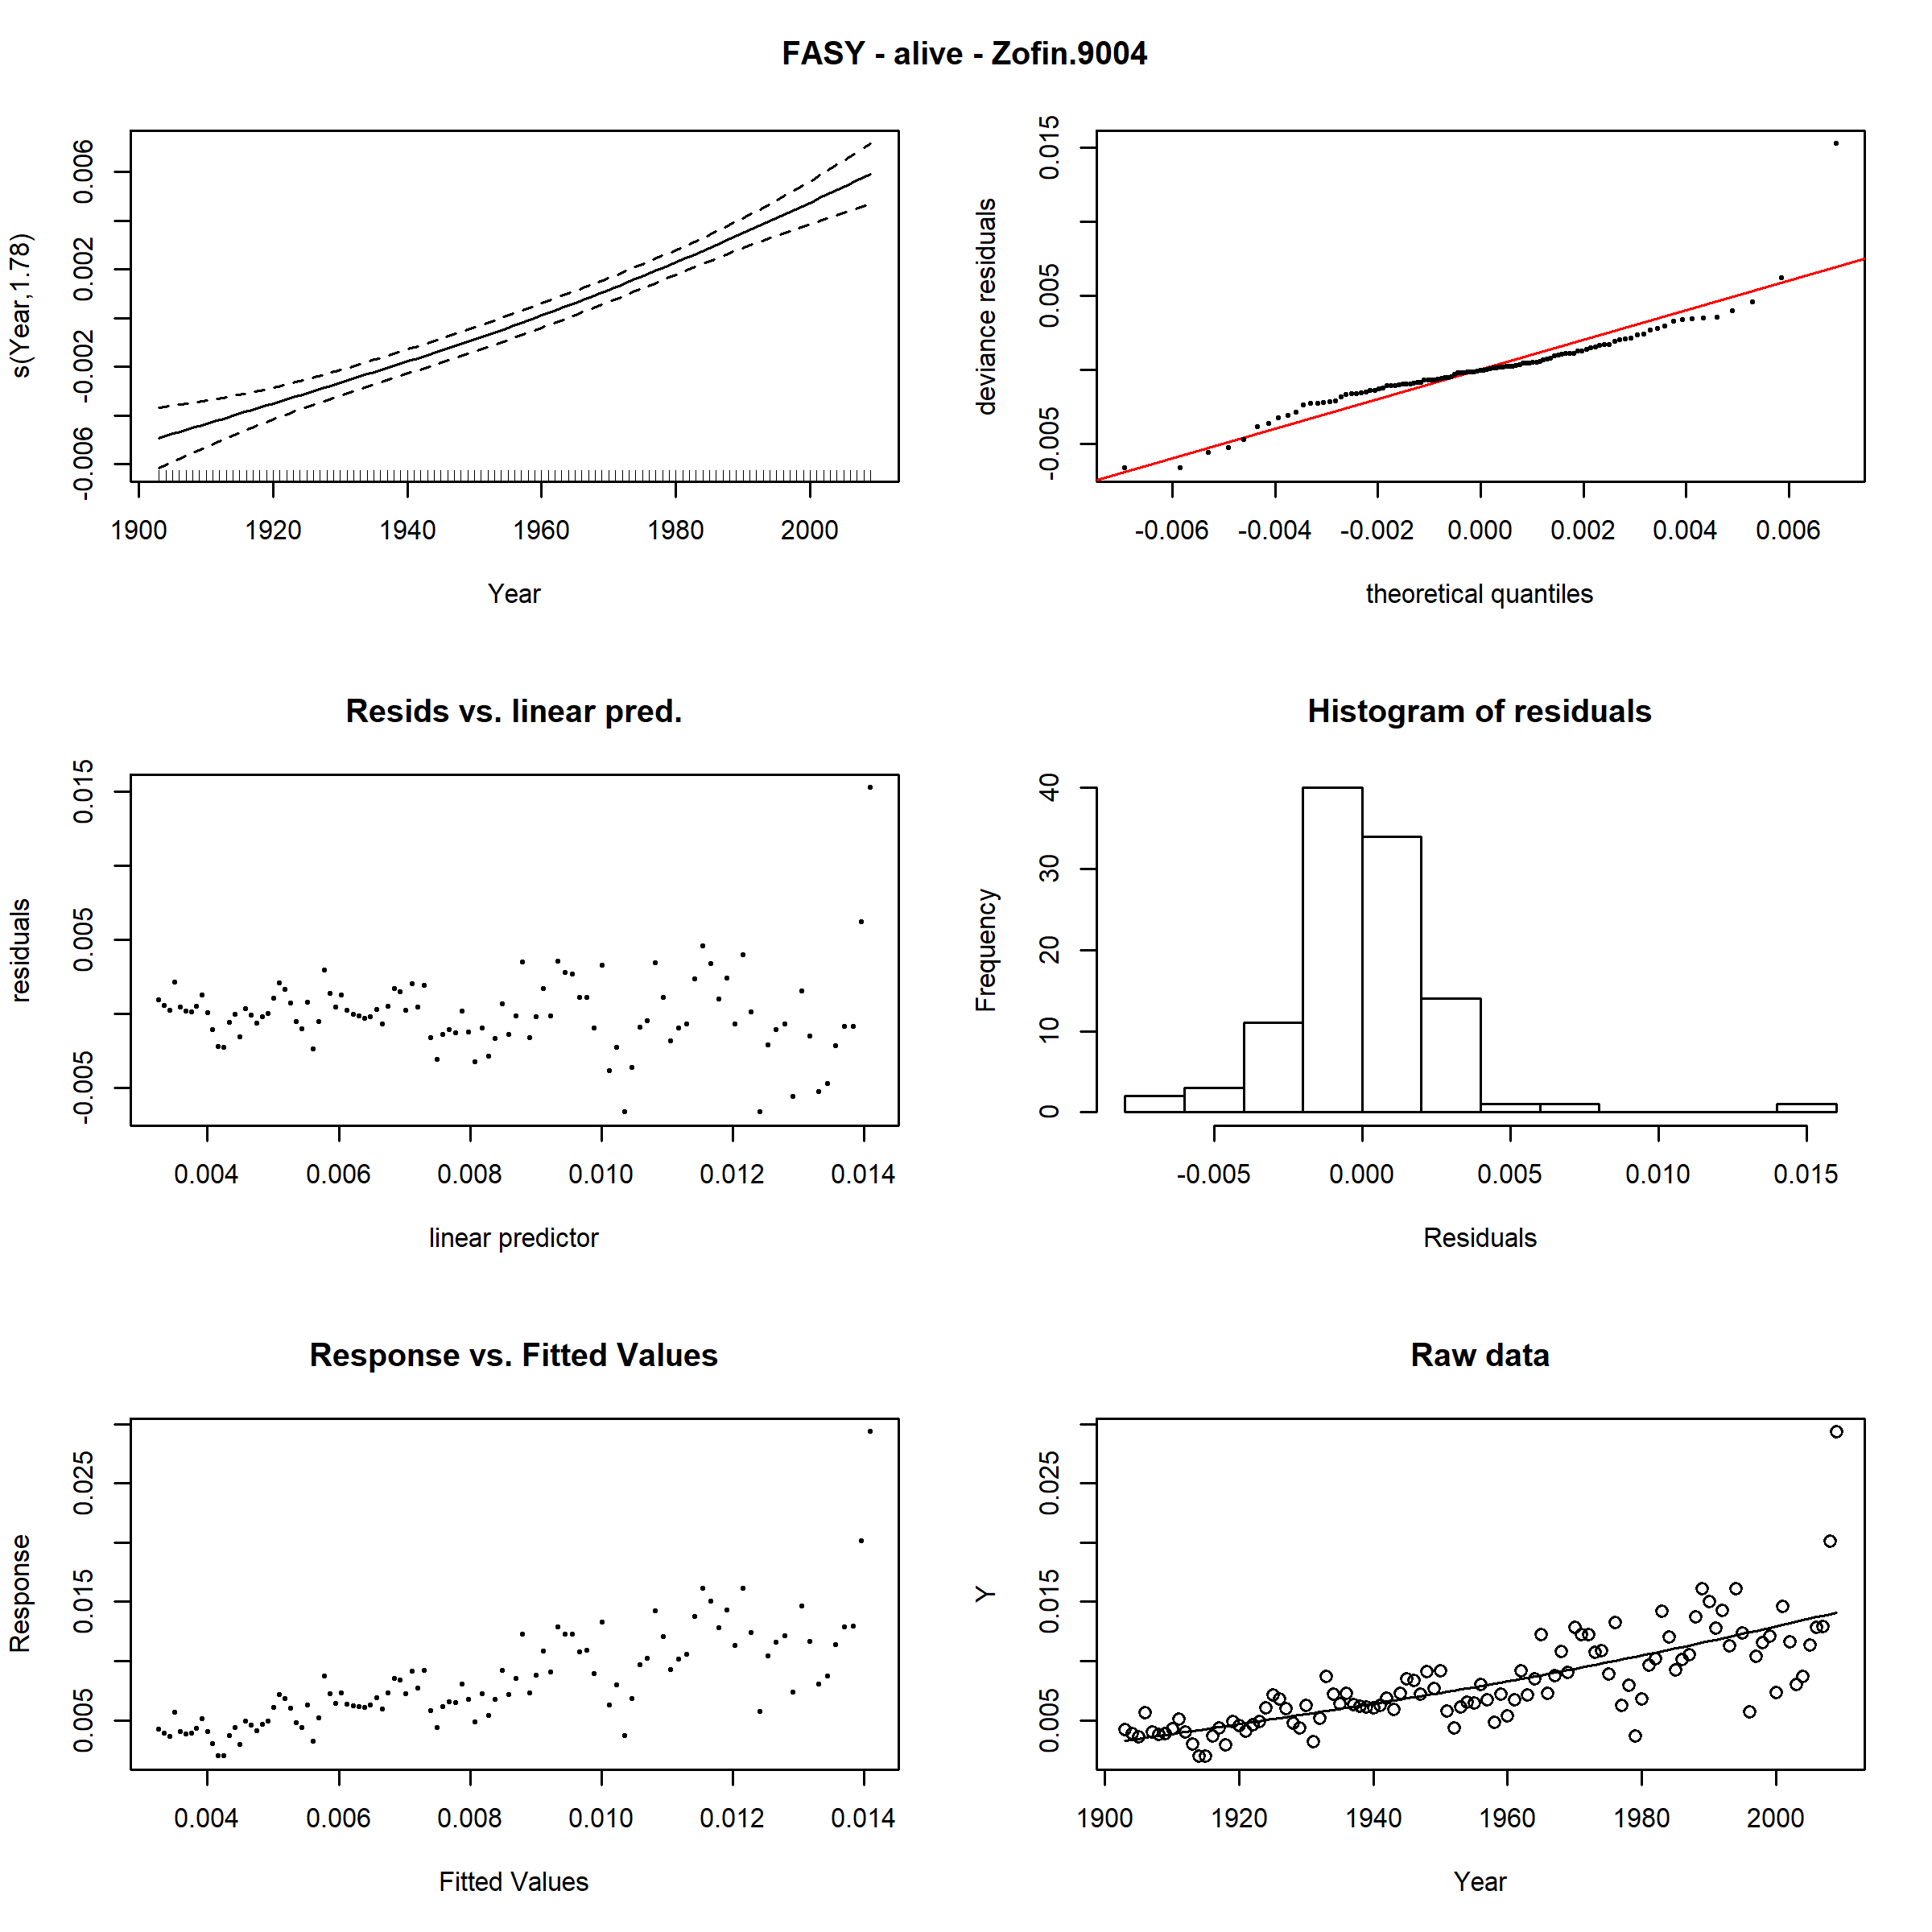 FASY - alive - Zofin.9004
s(Year,1.78)
-0.006 -0.002 0.002 0.006
1900 1920 1940 1960 1980 2000
Year
deviance residuals
-0.005 0.005 0.015
-0.006 -0.004 -0.002 0.000 0.002 0.004 0.006
theoretical quantiles
Resids vs. linear pred.
residuals
-0.005 0.005 0.015
0.004 0.006 0.008 0.010 0.012 0.014
linear predictor
Histogram of residuals
Frequency
0 10 20 30 40
-0.005 0.000 0.005 0.010 0.015
Residuals
Response vs. Fitted Values
Response
0.005 0.015 0.025
0.004 0.006 0.008 0.010 0.012 0.014
Fitted Values
Raw data
Y
0.005 0.015 0.025
1900 1920 1940 1960 1980 2000
Year